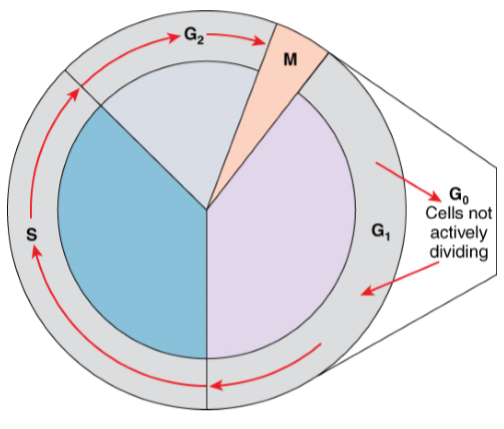 G₂
M
G₀
Cells not
actively
dividing
G₁
S